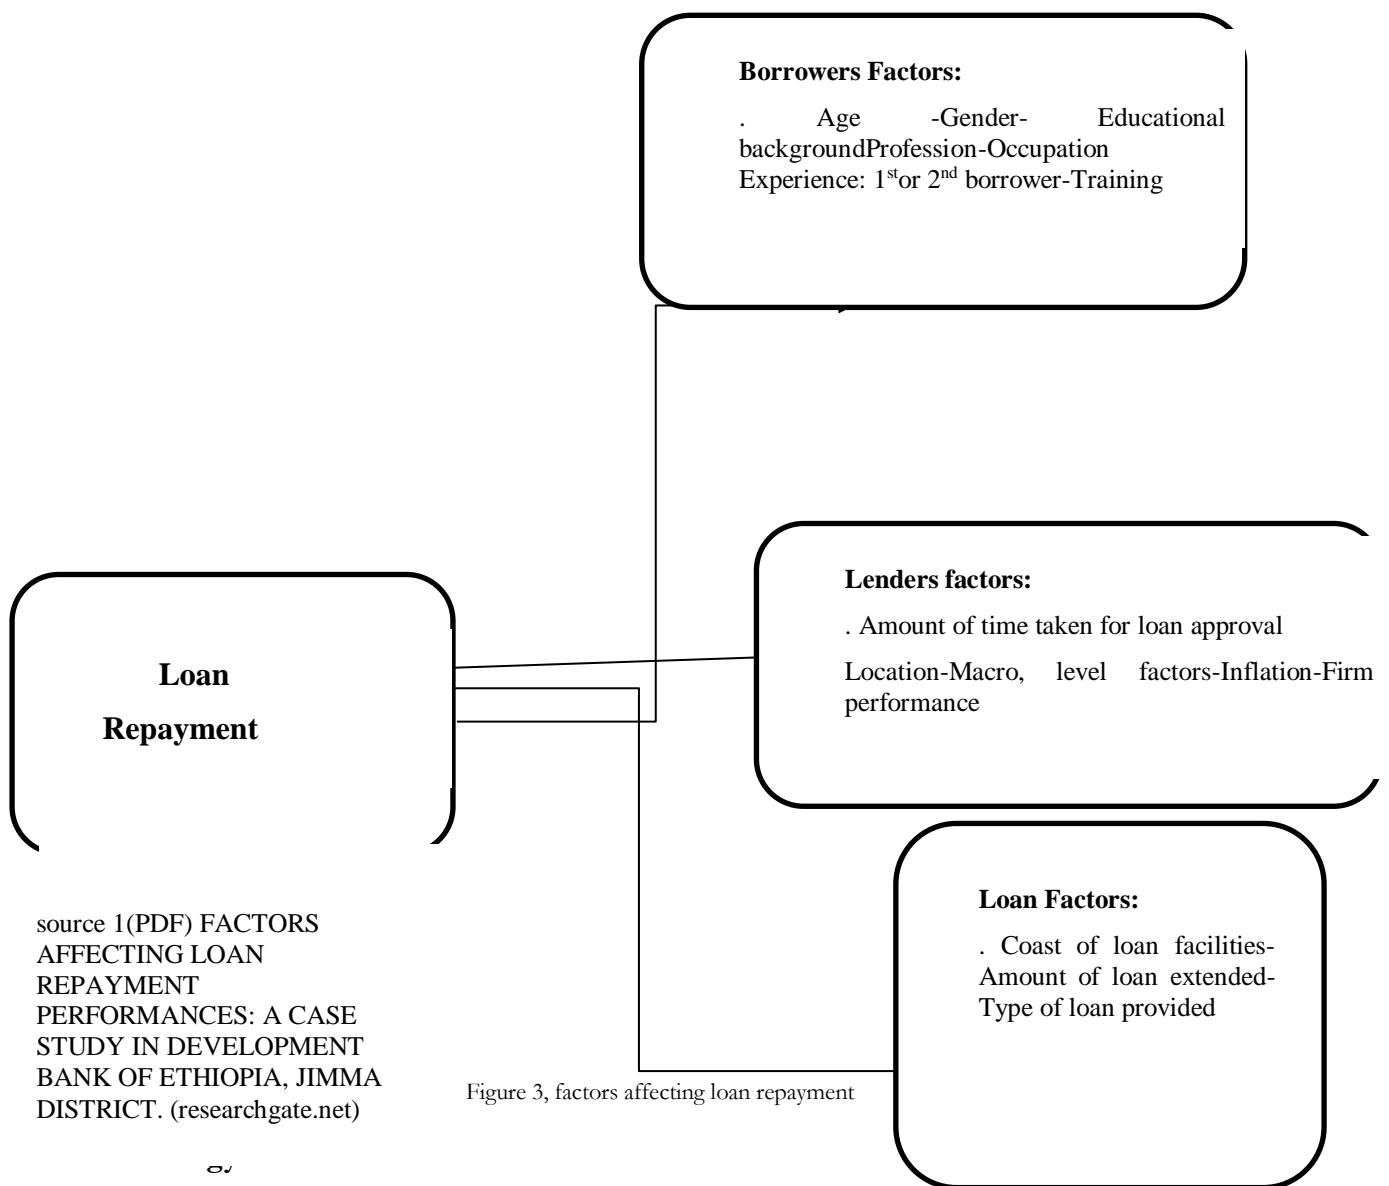 Borrowers Factors:
. Age -Gender- Educational
backgroundProfession-Occupation
Experience: 1stor 2nd borrower-Training
Lenders factors:
. Amount of time taken for loan approval
Location-Macro, level factors-Inflation-Firm
performance
Loan
Repayment
Loan Factors:
. Coast of loan facilities-
Amount of loan extended-
Type of loan provided
source 1(PDF) FACTORS
AFFECTING LOAN
REPAYMENT
PERFORMANCES: A CASE
STUDY IN DEVELOPMENT
BANK OF ETHIOPIA, JIMMA
DISTRICT. (researchgate.net)
Figure 3, factors affecting loan repayment